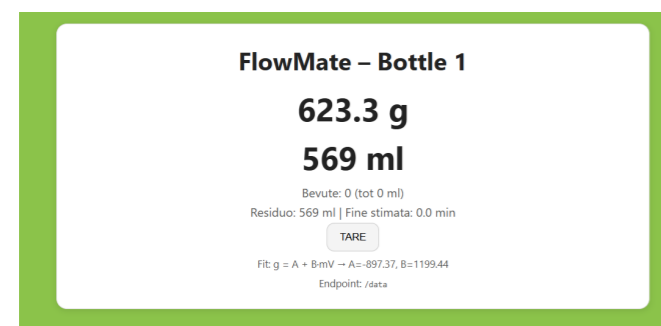 FlowMate – Bottle 1
623.3 g
569 ml
Bevute: 0 (tot 0 ml)
Residuo: 569 ml | Fine stimata: 0.0 min
TARE
Fit: g = A + B·mV → A=-897.37, B=1199.44
Endpoint: /data